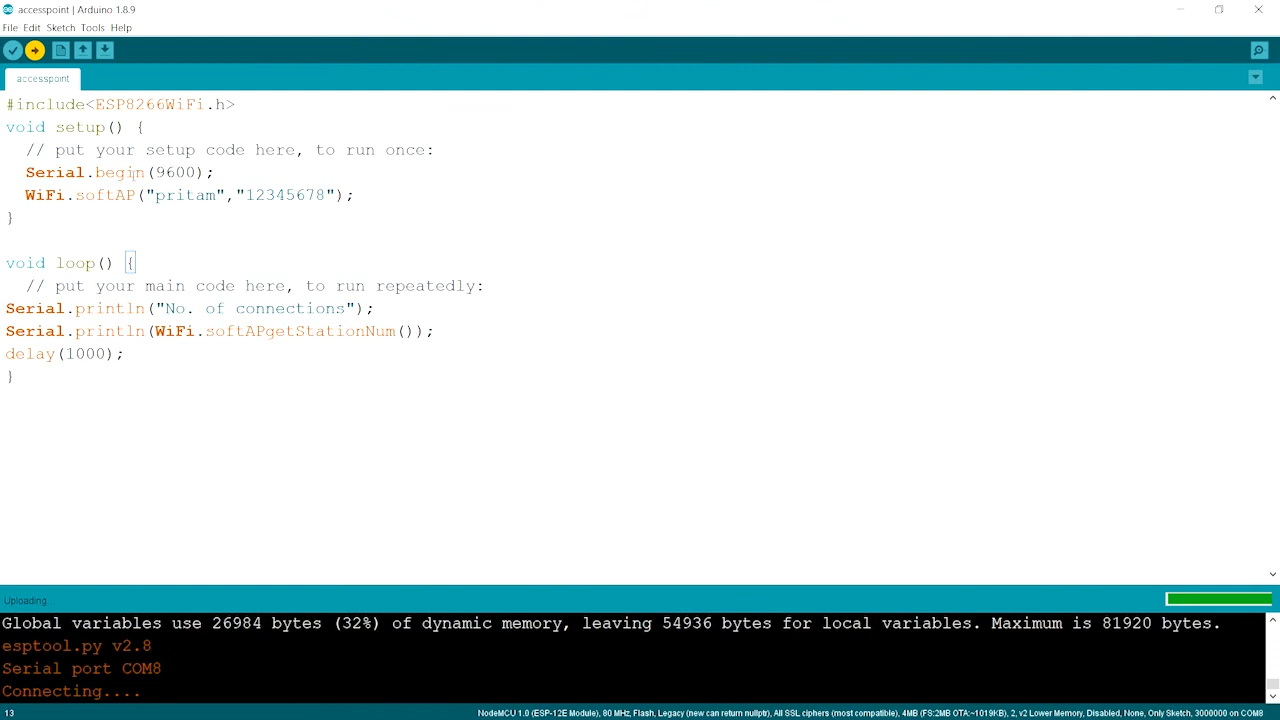 accesspoint | Arduino 1.8.9
File Edit Sketch Tools Help
accesspoint
#include<ESP8266WiFi.h>
void setup() {
  // put your setup code here, to run once:
  Serial.begin(9600);
  WiFi.softAP("pritam","12345678");
}

void loop() {
  // put your main code here, to run repeatedly:
Serial.println("No. of connections");
Serial.println(WiFi.softAPgetStationNum());
delay(1000);
}
Uploading
Global variables use 26984 bytes (32%) of dynamic memory, leaving 54936 bytes for local variables. Maximum is 81920 bytes.
esptool.py v2.8
Serial port COM8
Connecting....
13 NodeMCU 1.0 (ESP-12E Module), 80 MHz, Flash, Legacy (new can return nullptr), All SSL ciphers (most compatible), 4MB (FS:2MB OTA:~1019KB), 2, v2 Lower Memory, Disabled, None, Only Sketch, 3000000 on COM8